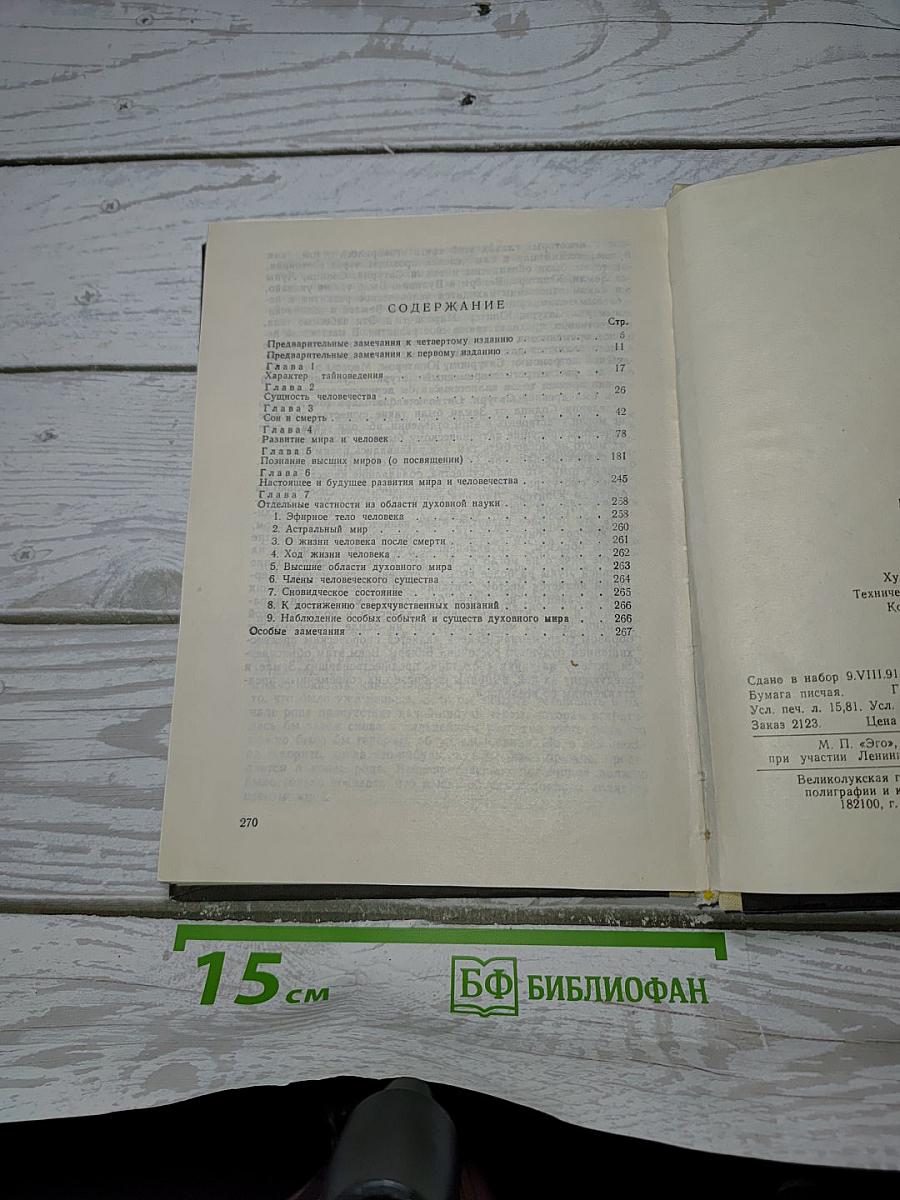 СОДЕРЖАНИЕ
Стр.
Предварительные замечания к четвертому изданию . . . . . . 5
Предварительные замечания к первому изданию . . . . . . 11
Глава 1
Характер тайноведения . . . . . . 17
Глава 2
Сущность человечества . . . . . . 26
Глава 3
Сон и смерть . . . . . . 42
Глава 4
Развитие мира и человек . . . . . . 78
Глава 5
Познание высших миров (о посвящении) . . . . . . 181
Глава 6
Настоящее и будущее развития мира и человечества . . . . . . 245
Глава 7
Отдельные частности из области духовной науки . . . . . . 258
1. Эфирное тело человека . . . . . . 258
2. Астральный мир . . . . . . 260
3. О жизни человека после смерти . . . . . . 261
4. Ход жизни человека . . . . . . 262
5. Высшие области духовного мира . . . . . . 263
6. Члены человеческого существа . . . . . . 264
7. Сновидческое состояние . . . . . . 265
8. К достижению сверхчувственных познаний . . . . . . 266
9. Наблюдение особых событий и существ духовного мира . . 266
Особые замечания . . . . . . 267
270
Ху
Техниче
Ко
Сдано в набор 9.VIII.91
Бумага писчая. Г
Усл. печ. л. 15,81. Усл.
Заказ 2123. Цена
М. П. «Эго»,
при участии Ленин
Великолукская г
полиграфии и к
182100, г.
15 см
БФ БИБЛИОФАН